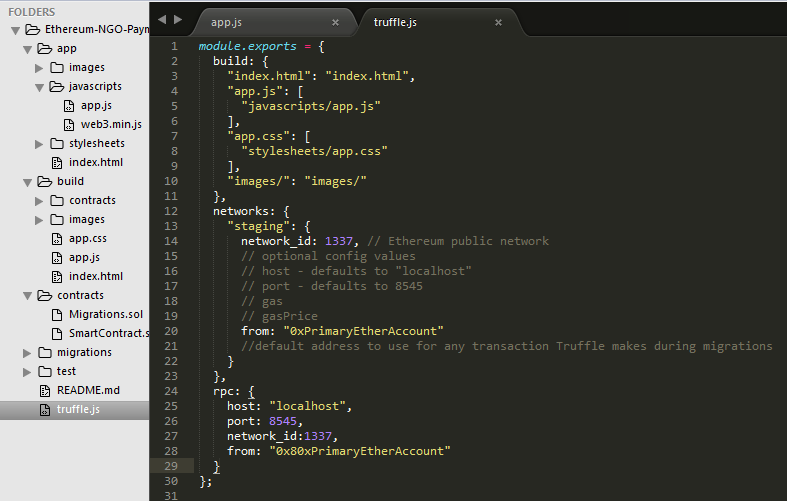 FOLDERS
Ethereum-NGO-Payn
app
images
javascripts
app.js
web3.min.js
stylesheets
index.html
build
contracts
images
app.css
app.js
index.html
contracts
Migrations.sol
SmartContract.s
migrations
test
README.md
truffle.js
app.js × truffle.js ×
1 module.exports = {
2 build: {
3 "index.html": "index.html",
4 "app.js": [
5 "javascripts/app.js"
6 ],
7 "app.css": [
8 "stylesheets/app.css"
9 ],
10 "images/": "images/"
11 },
12 networks: {
13 "staging": {
14 network_id: 1337, // Ethereum public network
15 // optional config values
16 // host - defaults to "localhost"
17 // port - defaults to 8545
18 // gas
19 // gasPrice
20 from: "0xPrimaryEtherAccount"
21 //default address to use for any transaction Truffle makes during migrations
22 }
23 },
24 rpc: {
25 host: "localhost",
26 port: 8545,
27 network_id:1337,
28 from: "0x80xPrimaryEtherAccount"
29 }
30 };
31